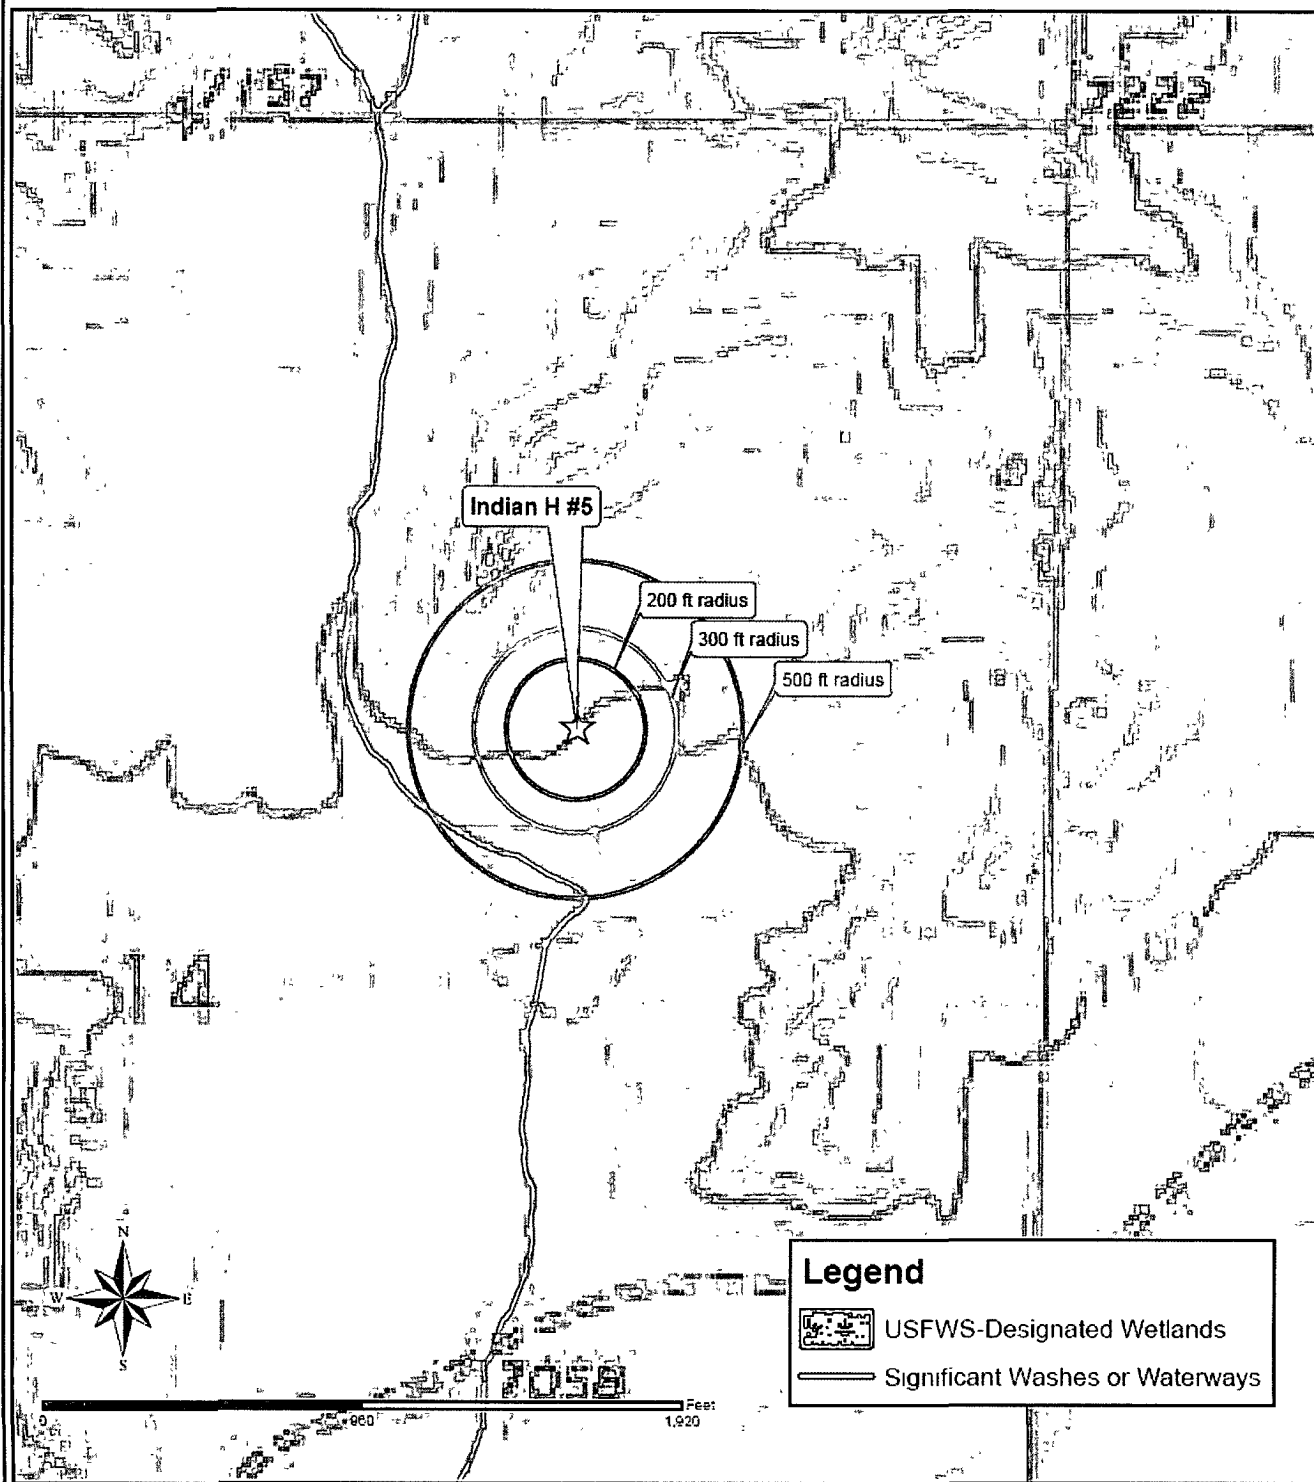 Indian H #5
200 ft radius
300 ft radius
500 ft radius
N
W E
S
Legend
USFWS-Designated Wetlands
Significant Washes or Waterways
0 960 1,920 Feet